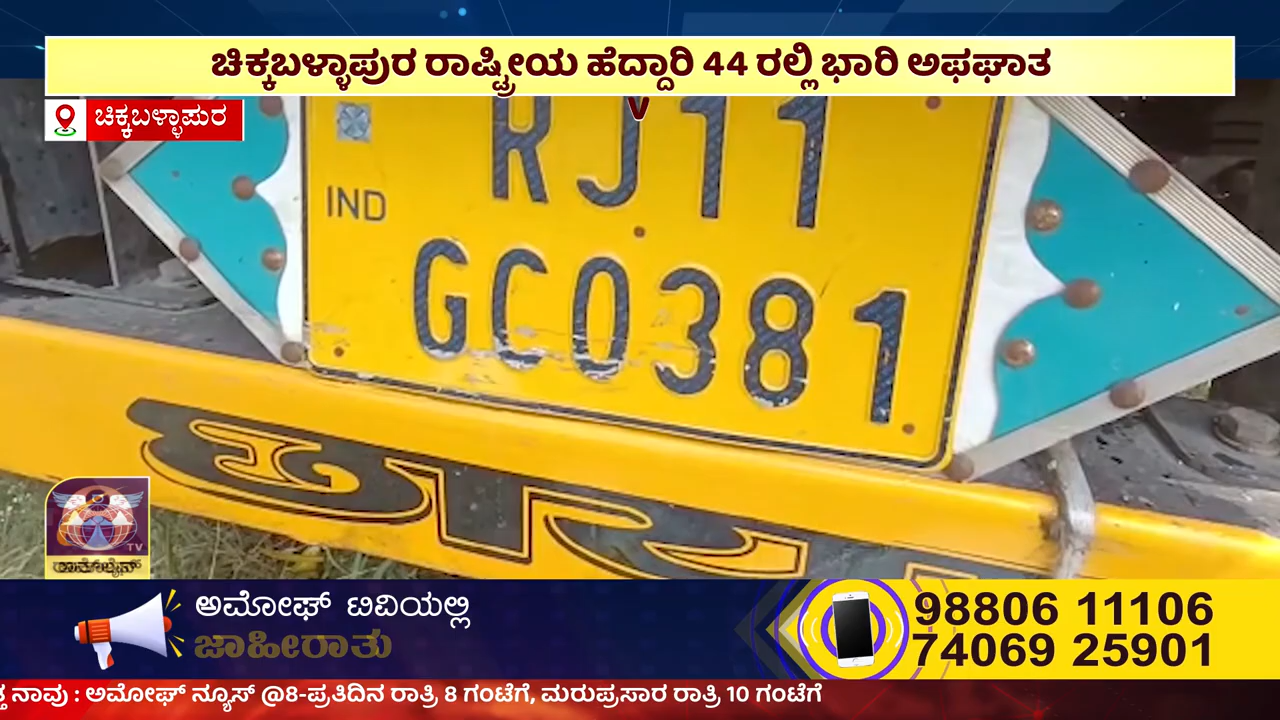 ಚಿಕ್ಕಬಳ್ಳಾಪುರ ರಾಷ್ಟ್ರೀಯ ಹೆದ್ದಾರಿ 44 ರಲ್ಲಿ ಭಾರಿ ಅಫಘಾತ
ಚಿಕ್ಕಬಳ್ಳಾಪುರ
RJ11
IND
GC0381
TV
ಅಮೋಘ್ ಟಿವಿಯಲ್ಲಿ
ಜಾಹೀರಾತು
98806 11106
74069 25901
ತ್ತ ನಾವು : ಅಮೋಘ್ ನ್ಯೂಸ್ @8-ಪ್ರತಿದಿನ ರಾತ್ರಿ 8 ಗಂಟೆಗೆ, ಮರುಪ್ರಸಾರ ರಾತ್ರಿ 10 ಗಂಟೆಗೆ